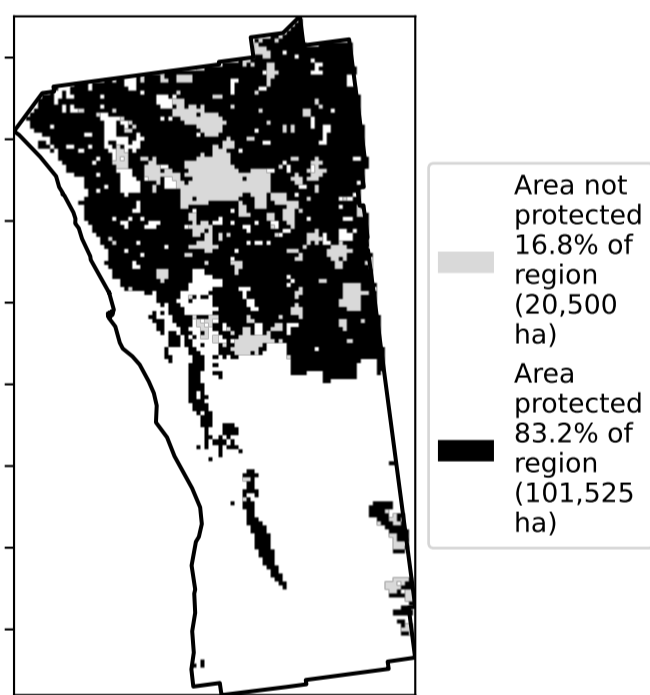 Area not
protected
16.8% of
region
(20,500
ha)
Area
protected
83.2% of
region
(101,525
ha)